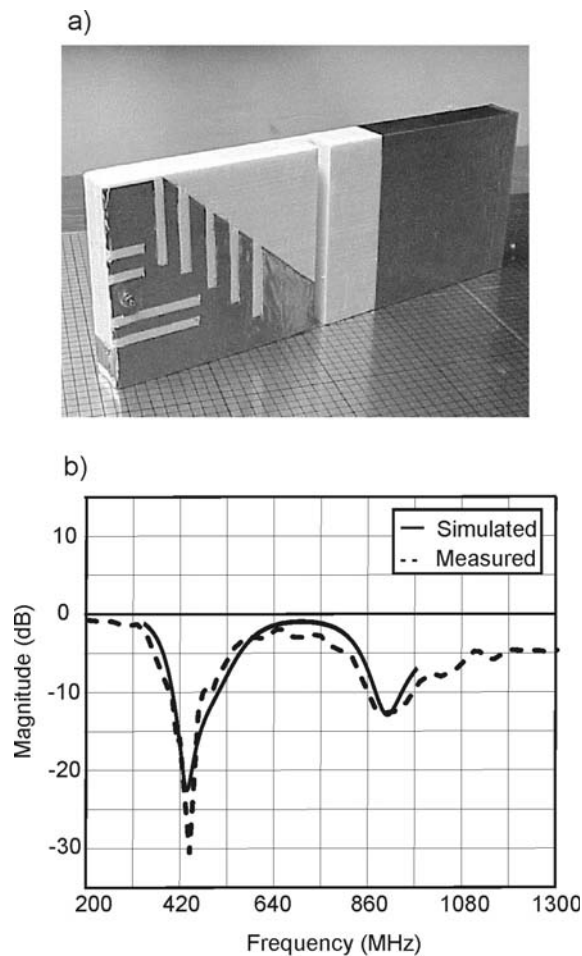 a)
b)
10
0
-10
-20
-30
Magnitude (dB)
Simulated
Measured
200 420 640 860 1080 1300
Frequency (MHz)